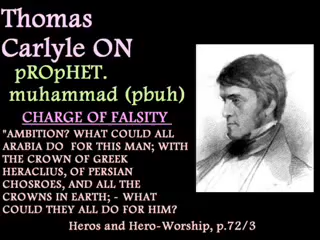 Thomas
Carlyle ON
pROpHET.
muhammad (pbuh)
CHARGE OF FALSITY
"AMBITION? WHAT COULD ALL
ARABIA DO FOR THIS MAN; WITH
THE CROWN OF GREEK
HERACLIUS, OF PERSIAN
CHOSROES, AND ALL THE
CROWNS IN EARTH; - WHAT
COULD THEY ALL DO FOR HIM?
Heros and Hero-Worship, p.72/3